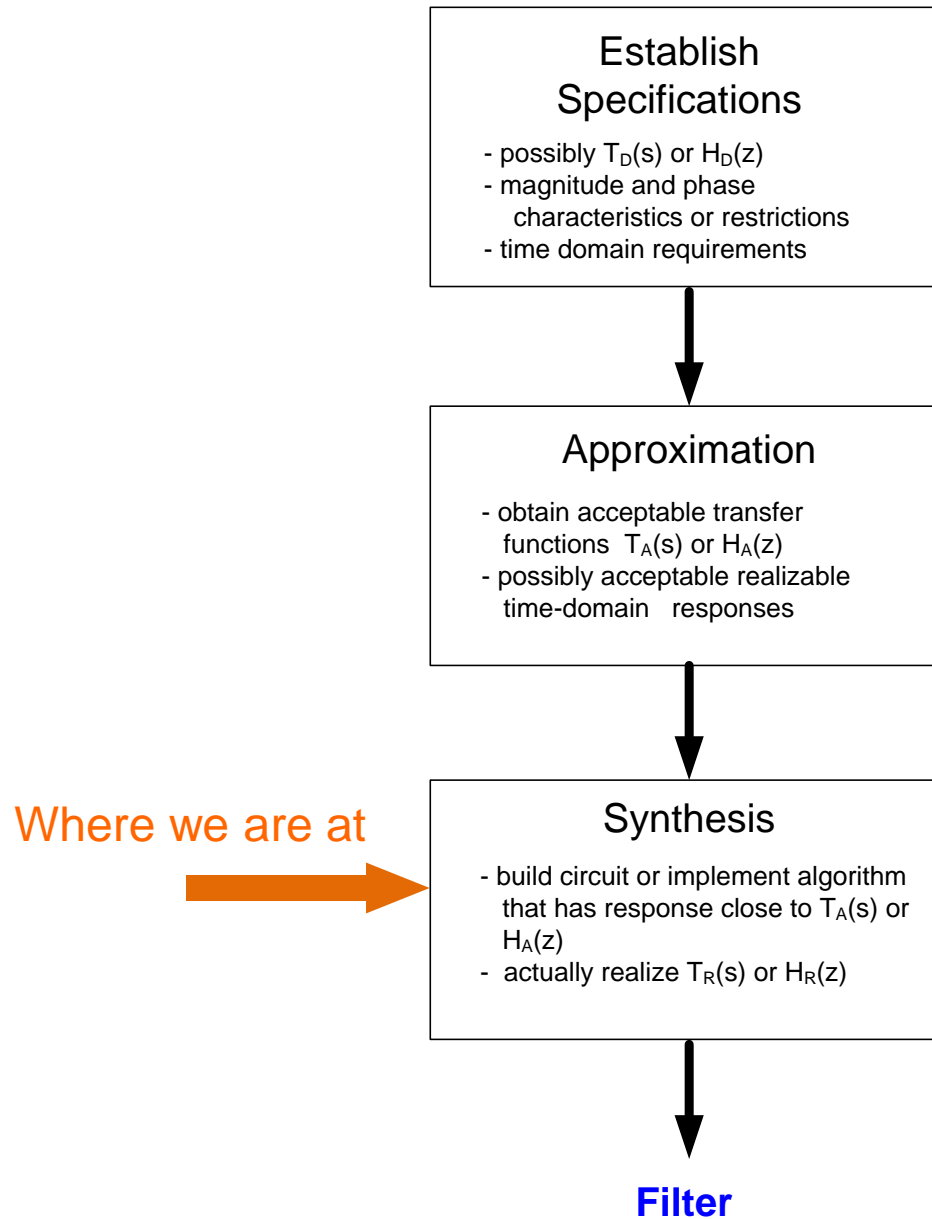 Establish
Specifications
- possibly T_D(s) or H_D(z)
- magnitude and phase
characteristics or restrictions
- time domain requirements
Approximation
- obtain acceptable transfer
functions T_A(s) or H_A(z)
- possibly acceptable realizable
time-domain responses
Where we are at
Synthesis
- build circuit or implement algorithm
that has response close to T_A(s) or
H_A(z)
- actually realize T_R(s) or H_R(z)
Filter